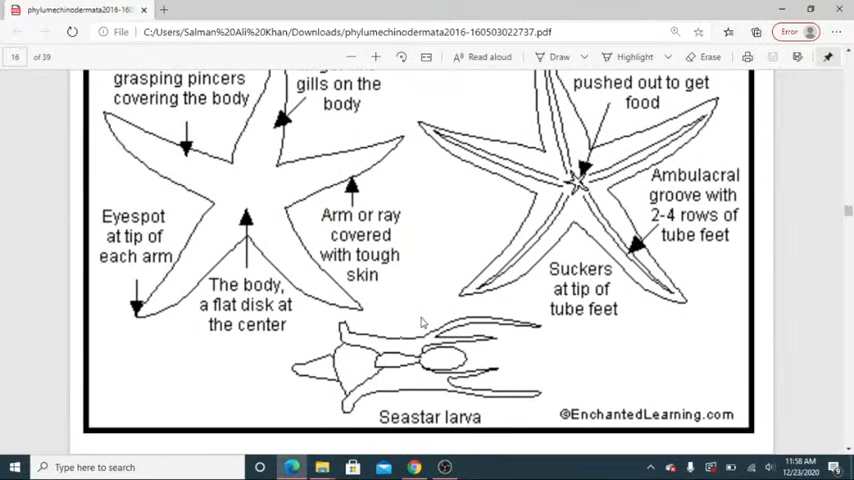 phylumechinodermata2016-1605
File
C:/Users/Salman%20Ali%20Khan/Downloads/phylumechinodermata2016-160503022737.pdf
Error
16 of 39
Read aloud
Draw
Highlight
Erase
grasping pincers
covering the body
gills on the
body
pushed out to get
food
Eyespot
at tip of
each arm
The body,
a flat disk at
the center
Arm or ray
covered
with tough
skin
Ambulacral
groove with
2-4 rows of
tube feet
Suckers
at tip of
tube feet
Seastar larva
©EnchantedLearning.com
Type here to search
11:58 AM
12/23/2020